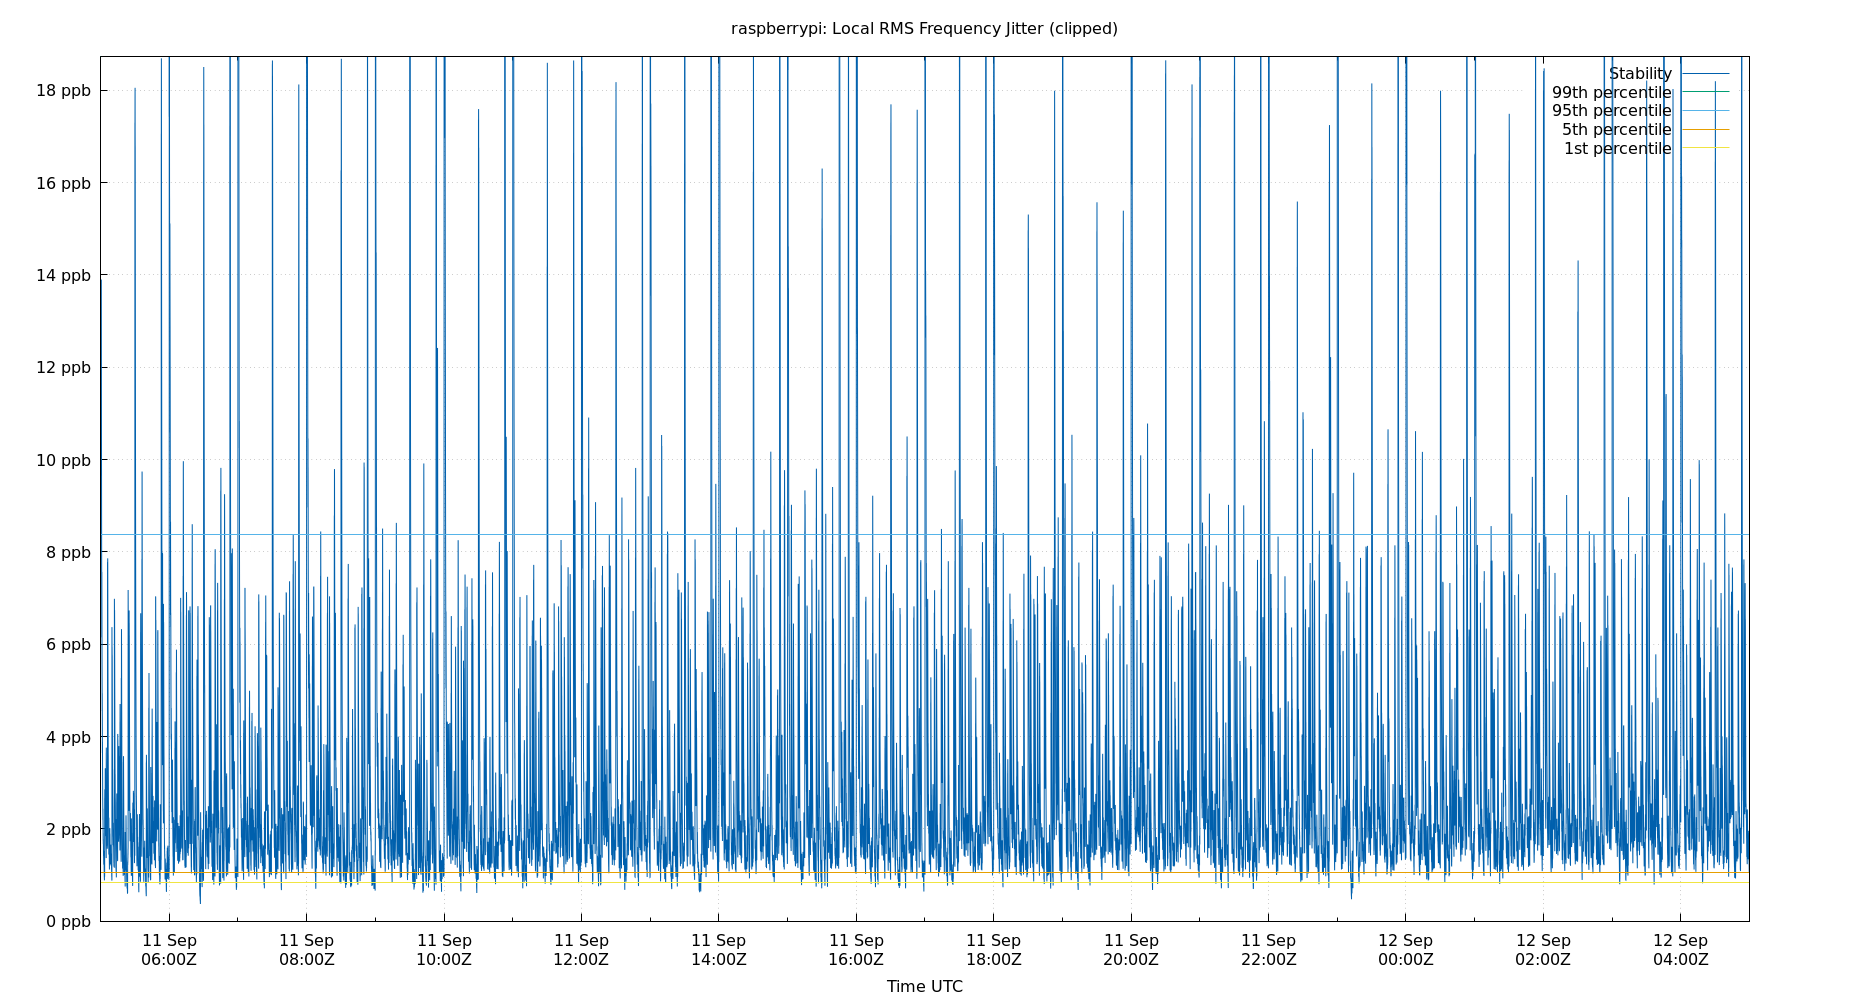 raspberrypi: Local RMS Frequency Jitter (clipped)
Stability
99th percentile
95th percentile
5th percentile
1st percentile
18 ppb
16 ppb
14 ppb
12 ppb
10 ppb
8 ppb
6 ppb
4 ppb
2 ppb
0 ppb
11 Sep 11 Sep 11 Sep 11 Sep 11 Sep 11 Sep 11 Sep 11 Sep 11 Sep 12 Sep 12 Sep 12 Sep
06:00Z 08:00Z 10:00Z 12:00Z 14:00Z 16:00Z 18:00Z 20:00Z 22:00Z 00:00Z 02:00Z 04:00Z
Time UTC